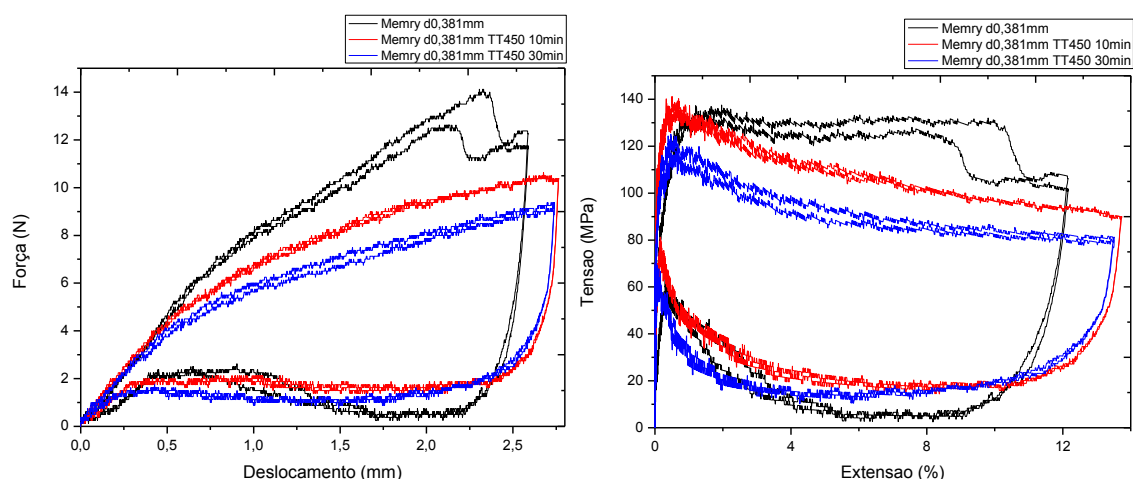 Memry d0,381mm
Memry d0,381mm TT450 10min
Memry d0,381mm TT450 30min
14
12
10
8
6
4
2
0
Força (N)
0,0 0,5 1,0 1,5 2,0 2,5
Deslocamento (mm)
Memry d0,381mm
Memry d0,381mm TT450 10min
Memry d0,381mm TT450 30min
140
120
100
80
60
40
20
0
Tensao (MPa)
0 4 8 12
Extensao (%)